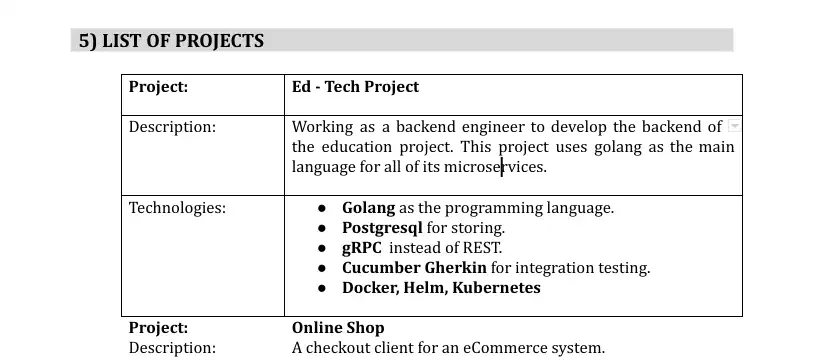 5) LIST OF PROJECTS
Project: Ed - Tech Project
Description: Working as a backend engineer to develop the backend of
the education project. This project uses golang as the main
language for all of its microservices.
Technologies: ● Golang as the programming language.
● Postgresql for storing.
● gRPC instead of REST.
● Cucumber Gherkin for integration testing.
● Docker, Helm, Kubernetes
Project: Online Shop
Description: A checkout client for an eCommerce system.